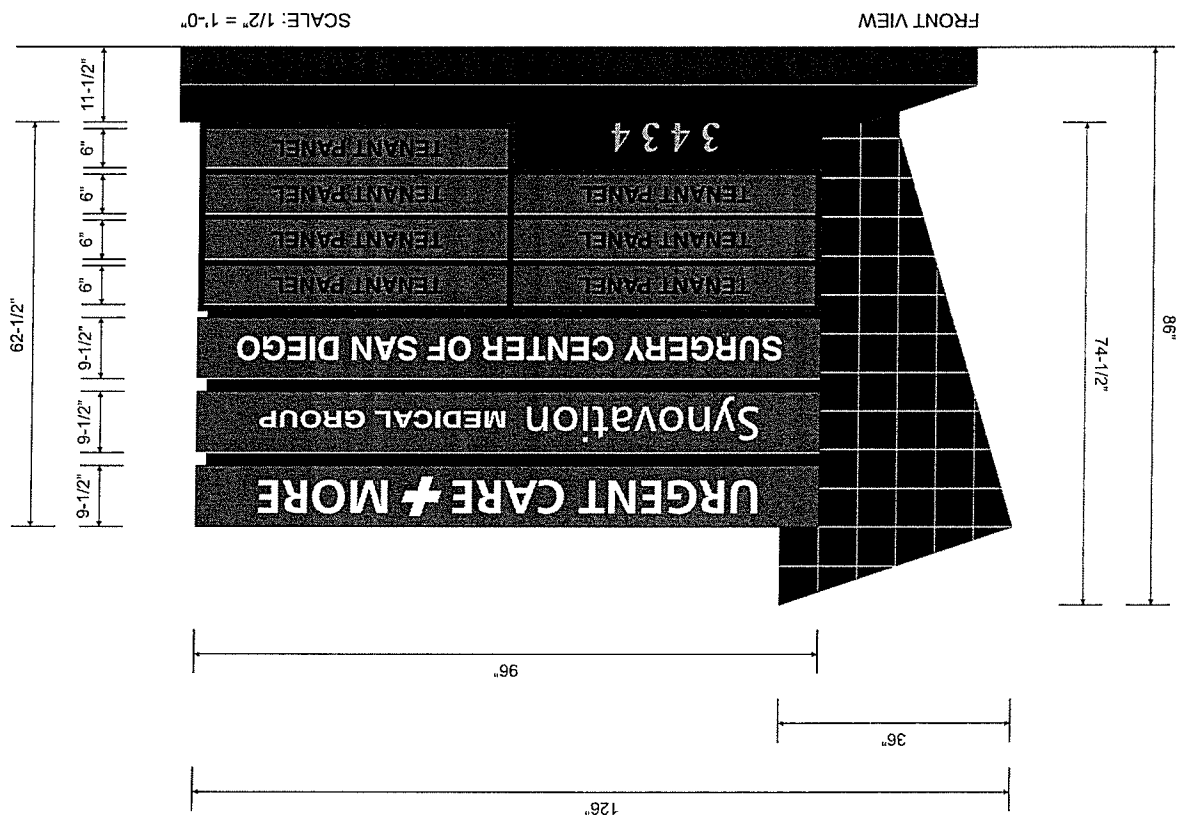 126"
36"
96"
86"
74-1/2"
URGENT CARE + MORE
Synovation MEDICAL GROUP
SURGERY CENTER OF SAN DIEGO
TENANT PANEL TENANT PANEL
TENANT PANEL TENANT PANEL
TENANT PANEL TENANT PANEL
3434 TENANT PANEL
62-1/2"
9-1/2"
9-1/2"
9-1/2"
6"
6"
6"
6"
11-1/2"
FRONT VIEW
SCALE: 1/2" = 1'-0"